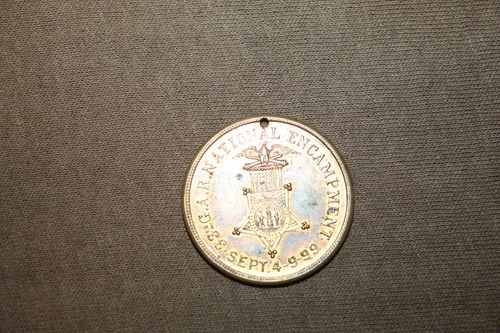 33. G.A.R. NATIONAL ENCAMPMENT.
SEPT. 4-9-99.